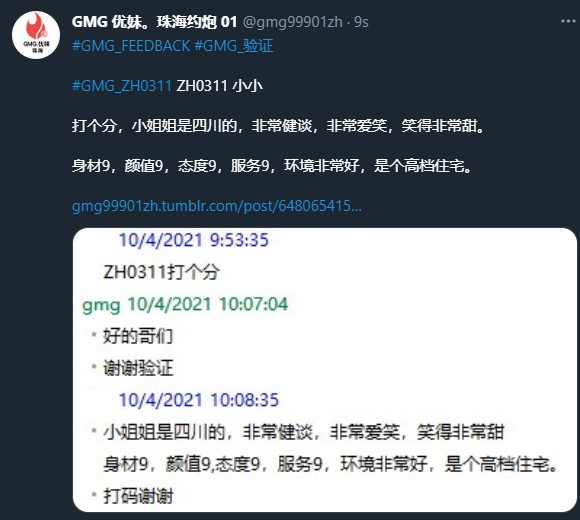 GMG 优妹。珠海约炮 01 @gmg99901zh · 9s
GMG.优妹
珠海
#GMG_FEEDBACK #GMG_验证
#GMG_ZH0311 ZH0311 小小
打个分，小姐姐是四川的，非常健谈，非常爱笑，笑得非常甜。
身材9，颜值9，态度9，服务9，环境非常好，是个高档住宅。
gmg99901zh.tumblr.com/post/648065415...
10/4/2021 9:53:35
ZH0311打个分
gmg 10/4/2021 10:07:04
• 好的哥们
• 谢谢验证
10/4/2021 10:08:35
• 小姐姐是四川的，非常健谈，非常爱笑，笑得非常甜
身材9，颜值9,态度9，服务9，环境非常好，是个高档住宅。
• 打码谢谢